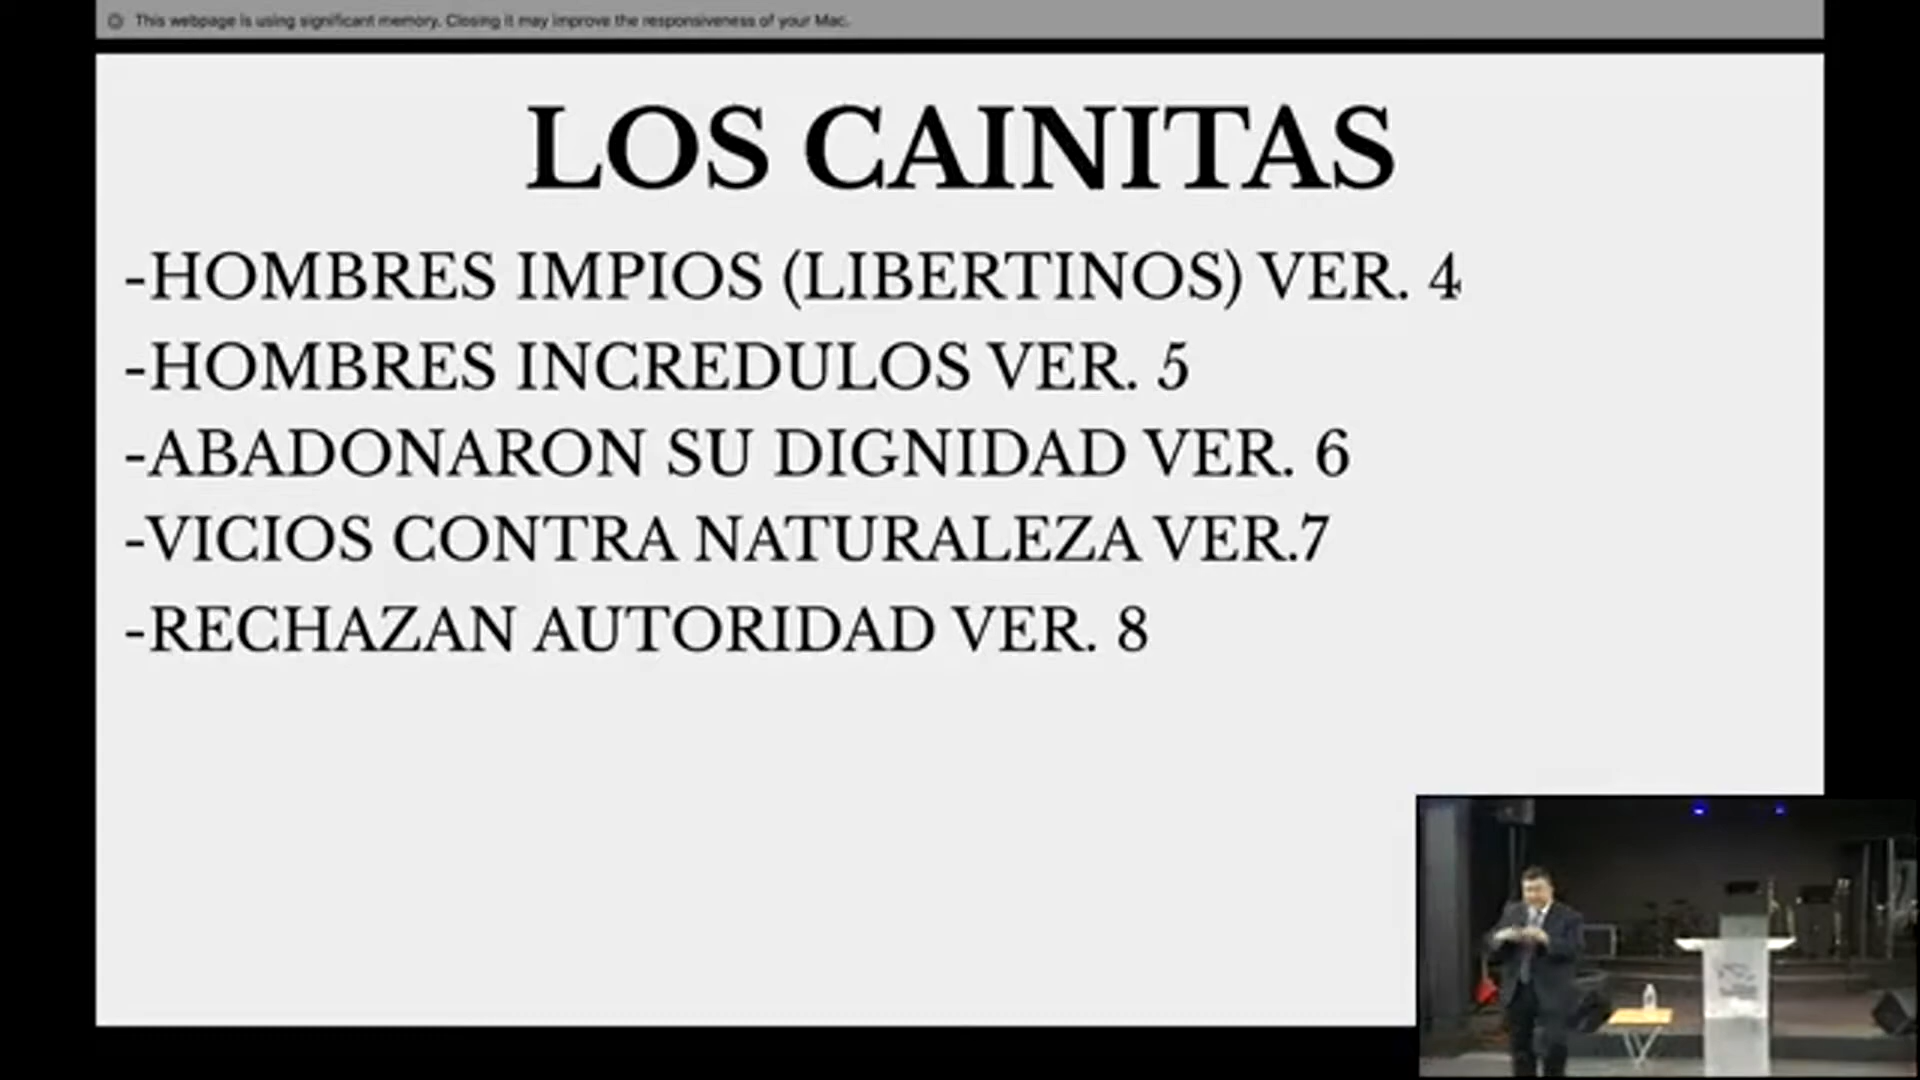 This webpage is using significant memory. Closing it may improve the responsiveness of your Mac.
LOS CAINITAS
-HOMBRES IMPIOS (LIBERTINOS) VER. 4
-HOMBRES INCREDULOS VER. 5
-ABADONARON SU DIGNIDAD VER. 6
-VICIOS CONTRA NATURALEZA VER.7
-RECHAZAN AUTORIDAD VER. 8